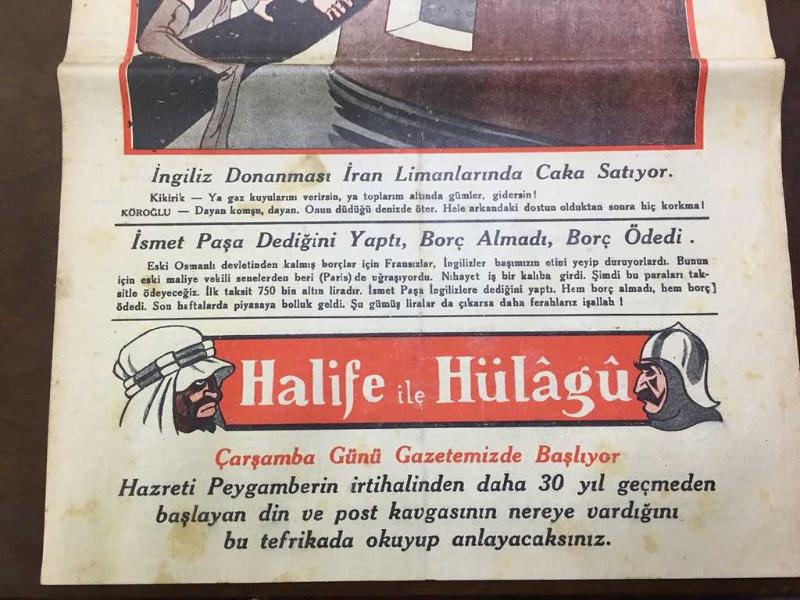 İngiliz Donanması İran Limanlarında Caka Satıyor.
Kikirik — Ya gaz kuyularını verirsin, ya toplarım altında gümler, gidersin!
KÖROĞLU — Dayan komşu, dayan. Onun düdüğü denizde öter. Hele arkandaki dostun olduktan sonra hiç korkma!
İsmet Paşa Dediğini Yaptı, Borç Almadı, Borç Ödedi .
Eski Osmanlı devletinden kalmış borçlar için Fransızlar, İngilizler başımızın etini yeyip duruyorlardı. Bunun
için eski maliye vekili senelerden beri (Paris) de uğraşıyordu. Nihayet iş bir kalıba girdi. Şimdi bu paraları tak-
sitle ödeyeceğiz. İlk taksit 750 bin altın liradır. İsmet Paşa İngilizlere dediğini yaptı. Hem borç almadı, hem borç]
ödedi. Son haftalarda piyasaya bolluk geldi. Şu gümüş liralar da çıkarsa daha ferahlarız işallah !
Halife ile Hülâgû
Çarşamba Günü Gazetemizde Başlıyor
Hazreti Peygamberin irtihalinden daha 30 yıl geçmeden
başlayan din ve post kavgasının nereye vardığını
bu tefrikada okuyup anlayacaksınız.